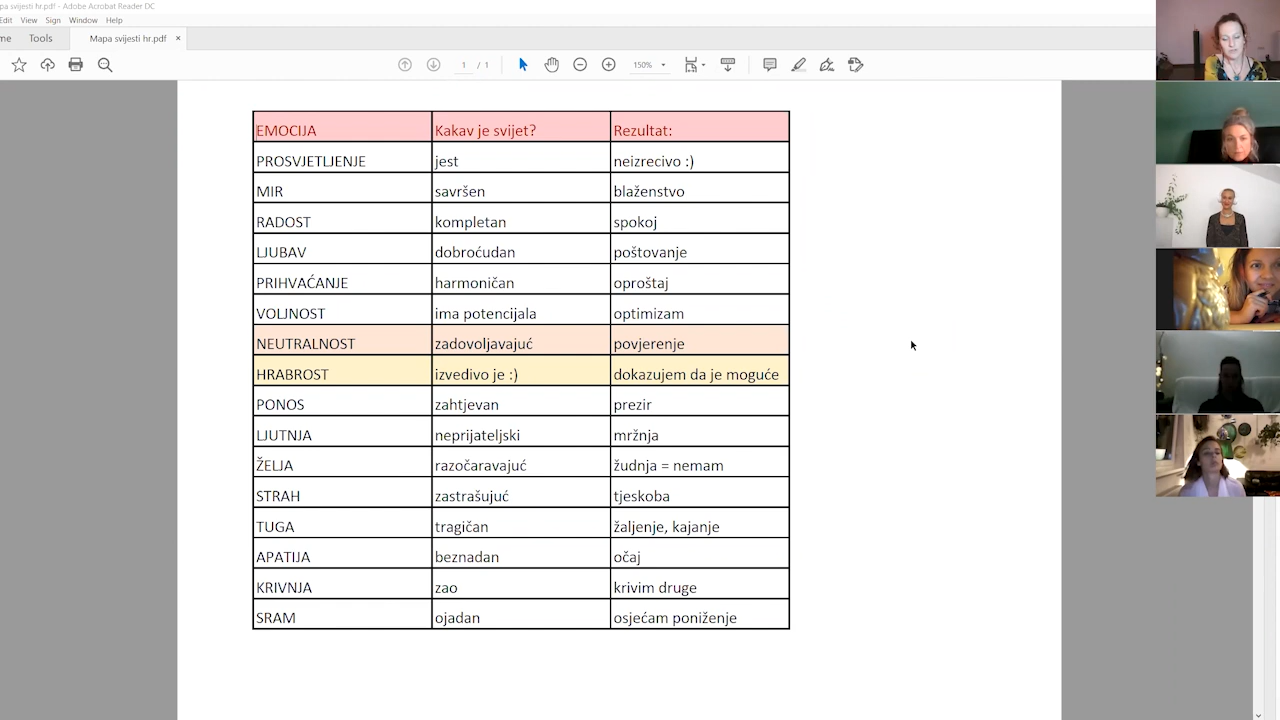 pa svijesti hr.pdf - Adobe Acrobat Reader DC
Edit View Sign Window Help
me Tools Mapa svijesti hr.pdf ×
1 / 1 150%
EMOCIJA Kakav je svijet? Rezultat:
PROSVJETLJENJE jest neizrecivo :)
MIR savršen blaženstvo
RADOST kompletan spokoj
LJUBAV dobroćudan poštovanje
PRIHVAĆANJE harmoničan oproštaj
VOLJNOST ima potencijala optimizam
NEUTRALNOST zadovoljavajuć povjerenje
HRABROST izvedivo je :) dokazujem da je moguće
PONOS zahtjevan prezir
LJUTNJA neprijateljski mržnja
ŽELJA razočaravajuć žudnja = nemam
STRAH zastrašujuć tjeskoba
TUGA tragičan žaljenje, kajanje
APATIJA beznadan očaj
KRIVNJA zao krivim druge
SRAM ojadan osjećam poniženje